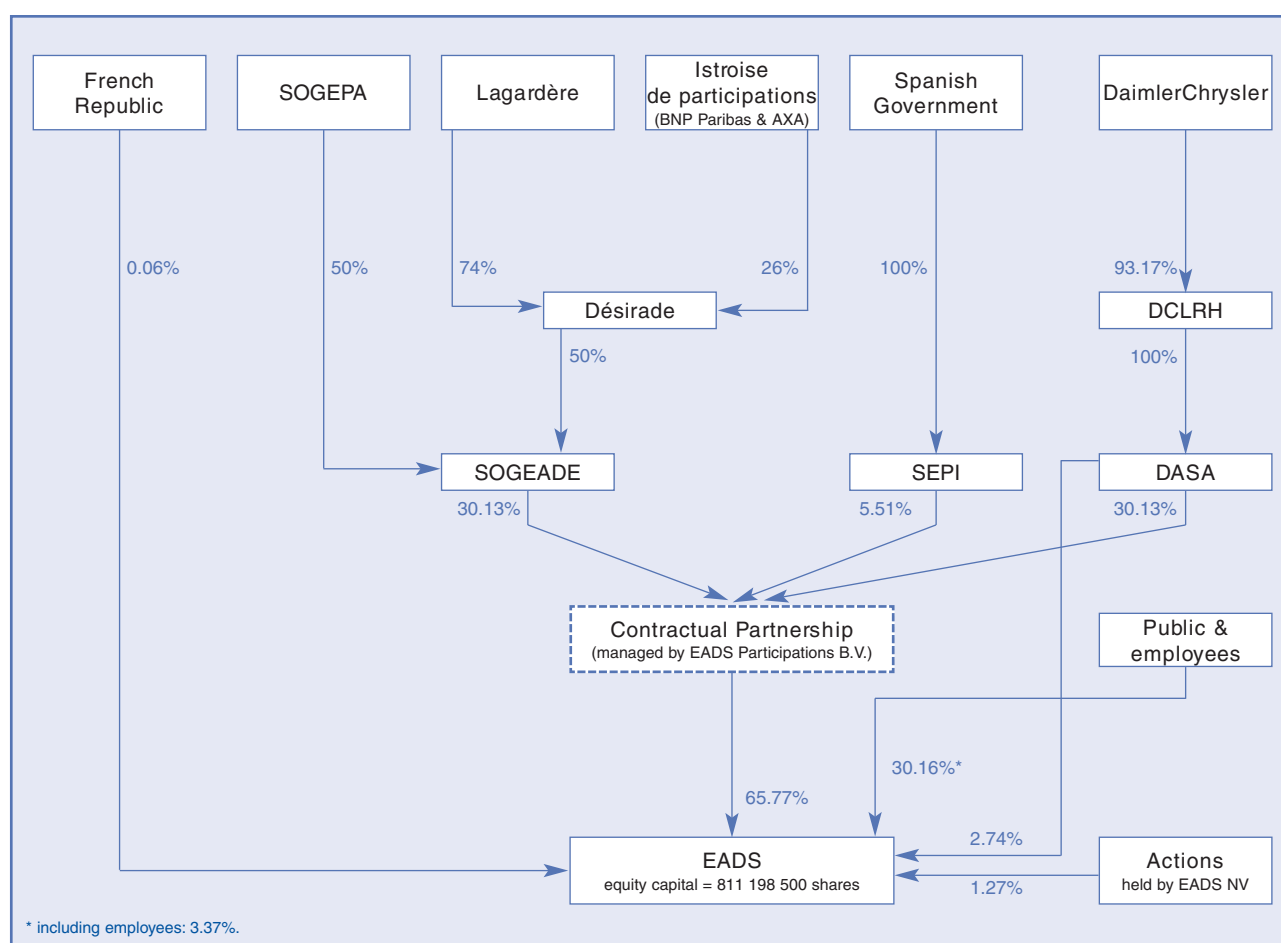 French
Republic
SOGEPA
Lagardère
Istroise
de participations
(BNP Paribas & AXA)
Spanish
Government
DaimlerChrysler
0.06%
50%
74%
26%
100%
93.17%
Désirade
DCLRH
50%
100%
SOGEADE
SEPI
DASA
30.13%
5.51%
30.13%
Contractual Partnership
(managed by EADS Participations B.V.)
Public &
employees
30.16%*
65.77%
2.74%
EADS
equity capital = 811 198 500 shares
1.27%
Actions
held by EADS NV
* including employees: 3.37%.